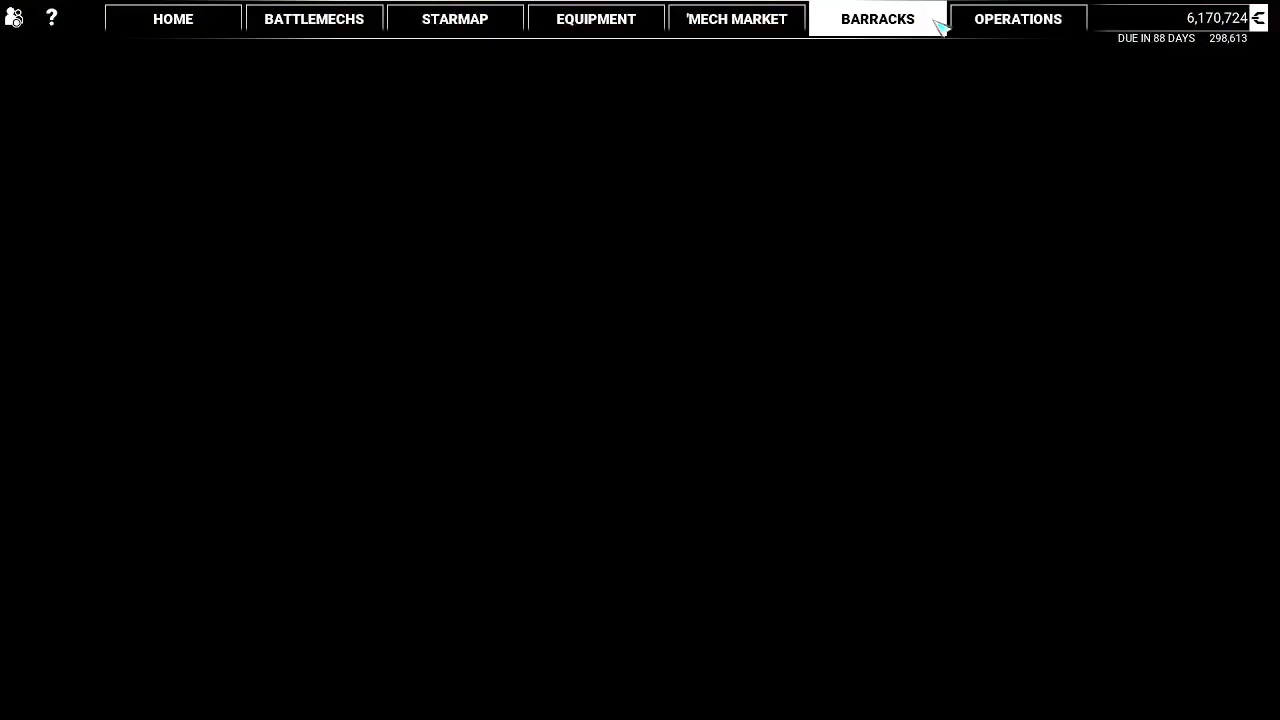 ? HOME BATTLEMECHS STARMAP EQUIPMENT 'MECH MARKET BARRACKS OPERATIONS 6,170,724
DUE IN 88 DAYS 298,613